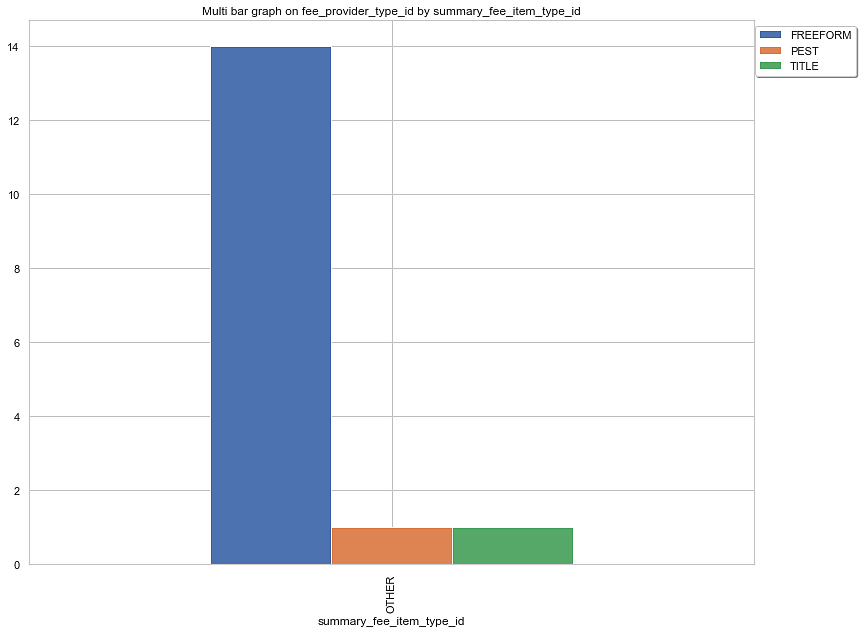 Multi bar graph on fee_provider_type_id by summary_fee_item_type_id
FREEFORM
PEST
TITLE
14
12
10
8
6
4
2
0
OTHER
summary_fee_item_type_id